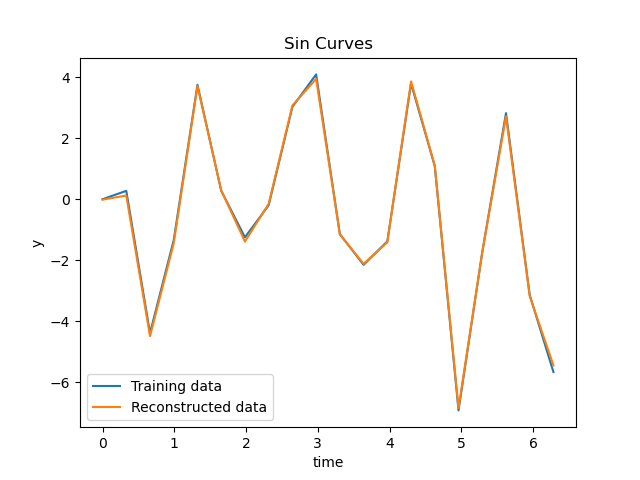 Sin Curves
4
2
0
−2
−4
−6
y
Training data
Reconstructed data
0 1 2 3 4 5 6
time